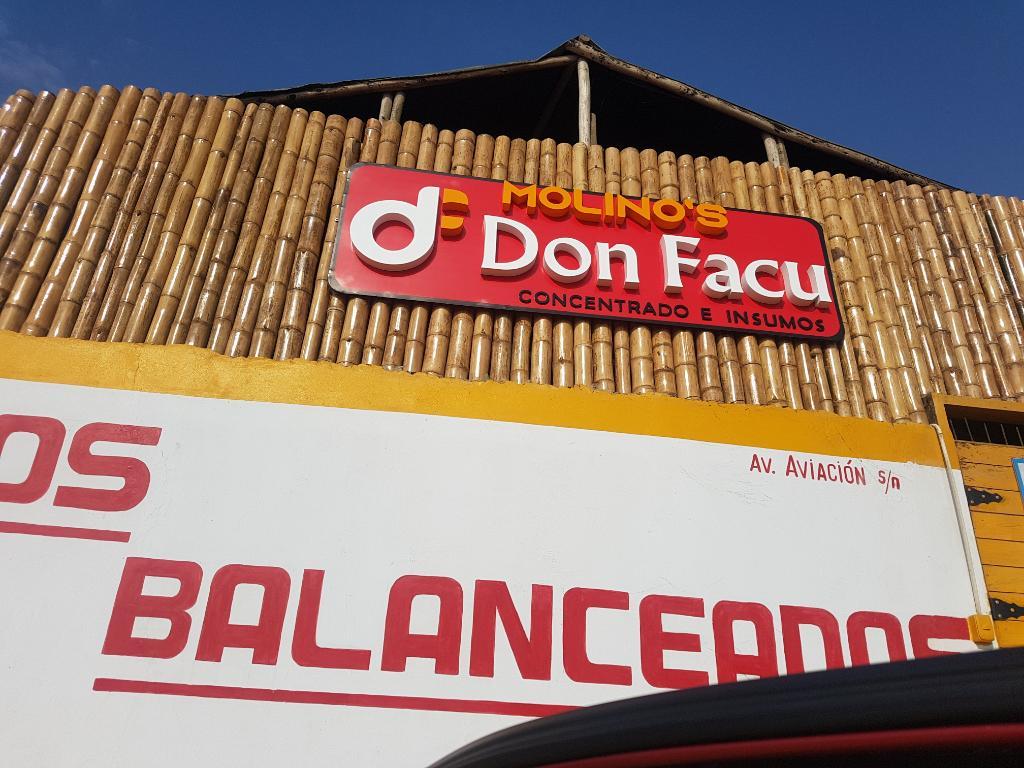 MOLINO'S
d Don Facu
CONCENTRADO E INSUMOS
Av. Aviación s/n
OS
BALANCEADOS